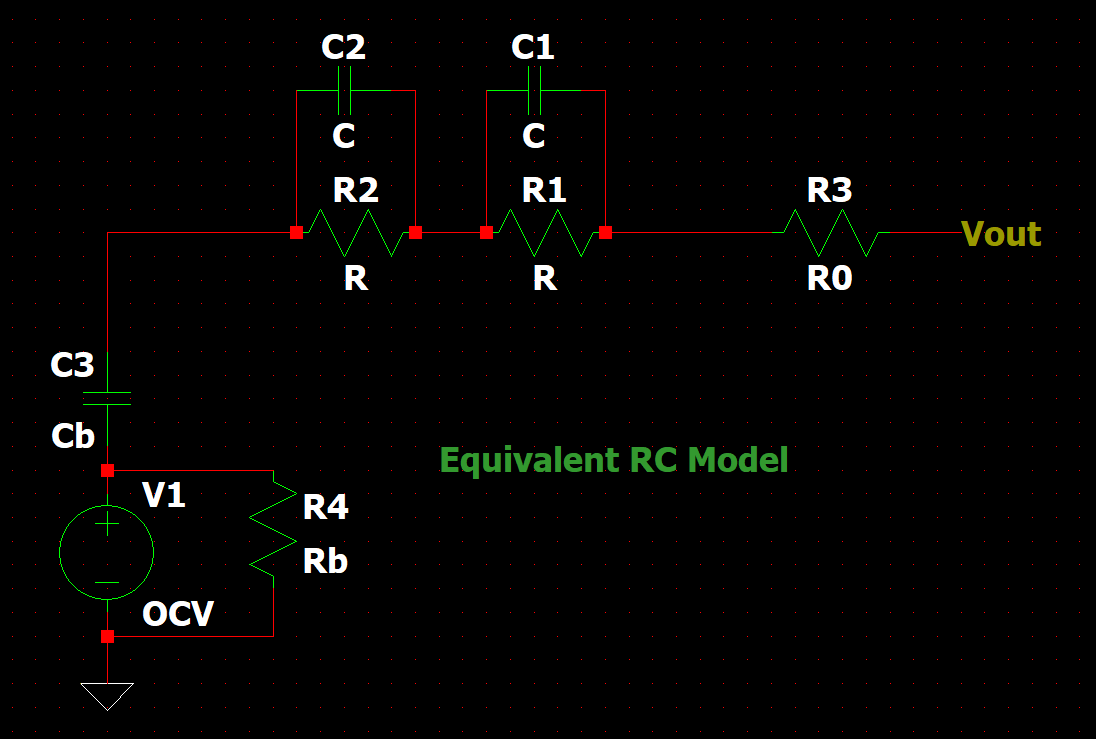 C2
C1
C
C
R2
R1
R3
Vout
R
R
R0
C3
Cb
Equivalent RC Model
V1
R4
Rb
OCV